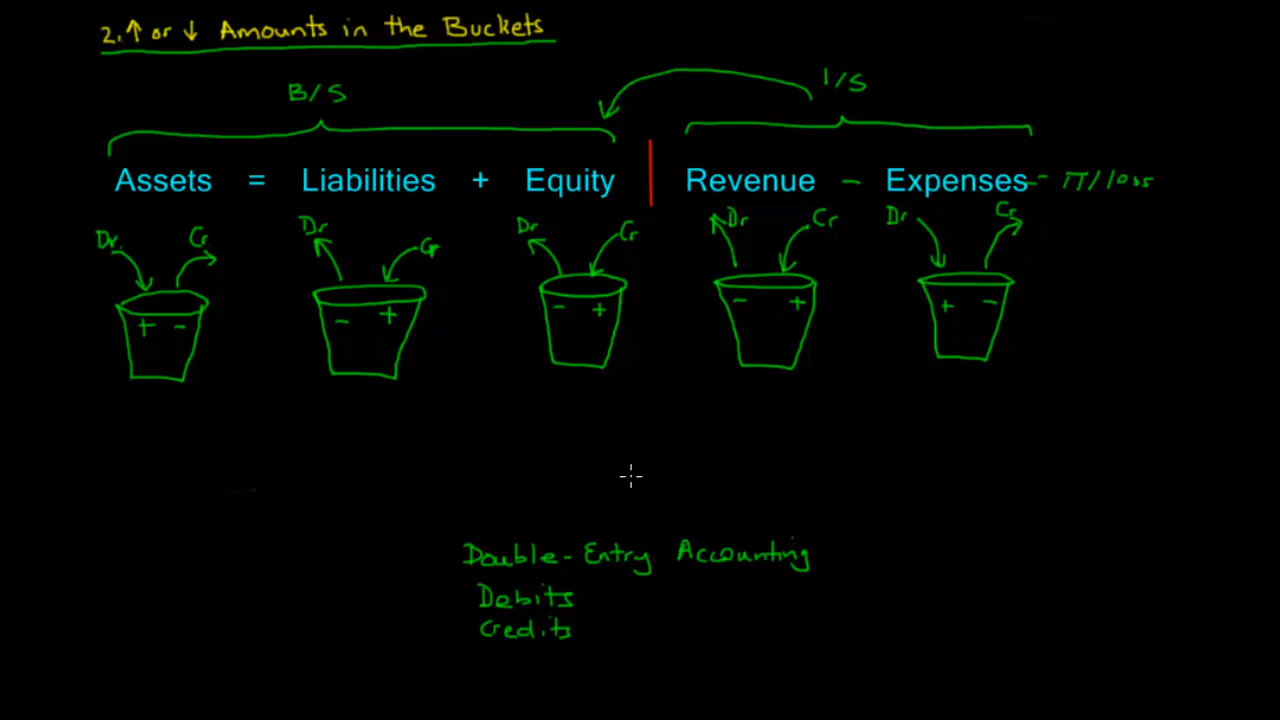 2. ↑ or ↓ Amounts in the Buckets
B/S
I/S
Assets = Liabilities + Equity | Revenue - Expenses = π/loss
Dr. Cr Dr Cr Dr Cr Dr Cr Dr Cr
+ - - + - + - + + -
Double-Entry Accounting
Debits
Credits